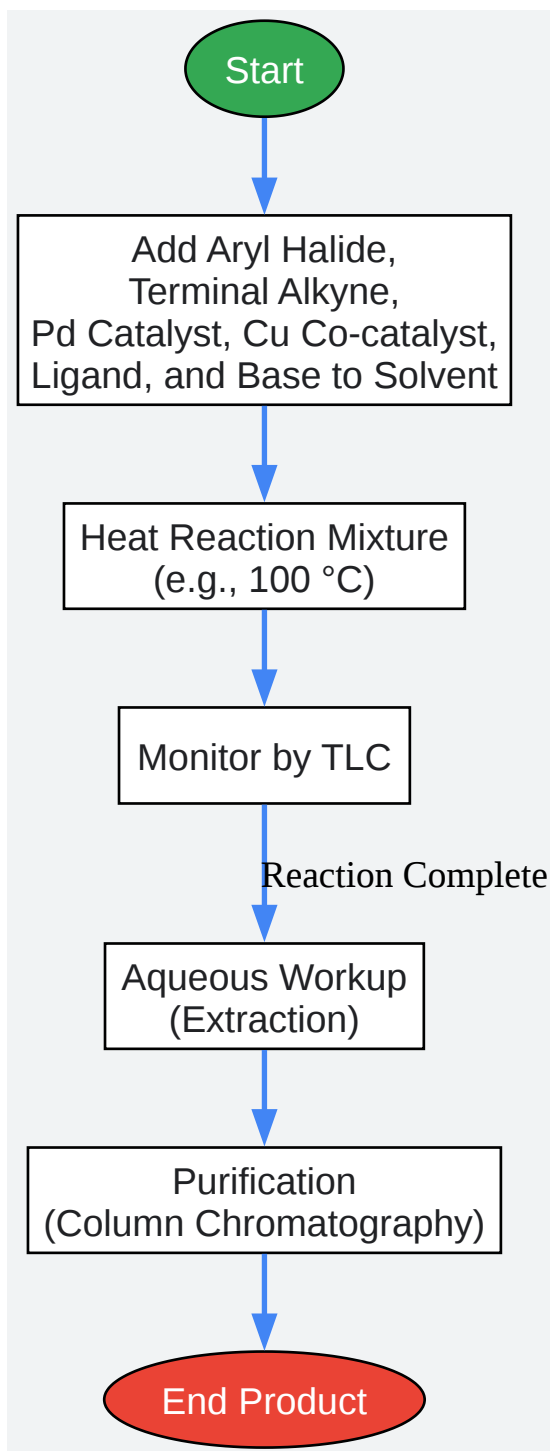 Start
Add Aryl Halide,
Terminal Alkyne,
Pd Catalyst, Cu Co-catalyst,
Ligand, and Base to Solvent
Heat Reaction Mixture
(e.g., 100 °C)
Monitor by TLC
Reaction Complete
Aqueous Workup
(Extraction)
Purification
(Column Chromatography)
End Product